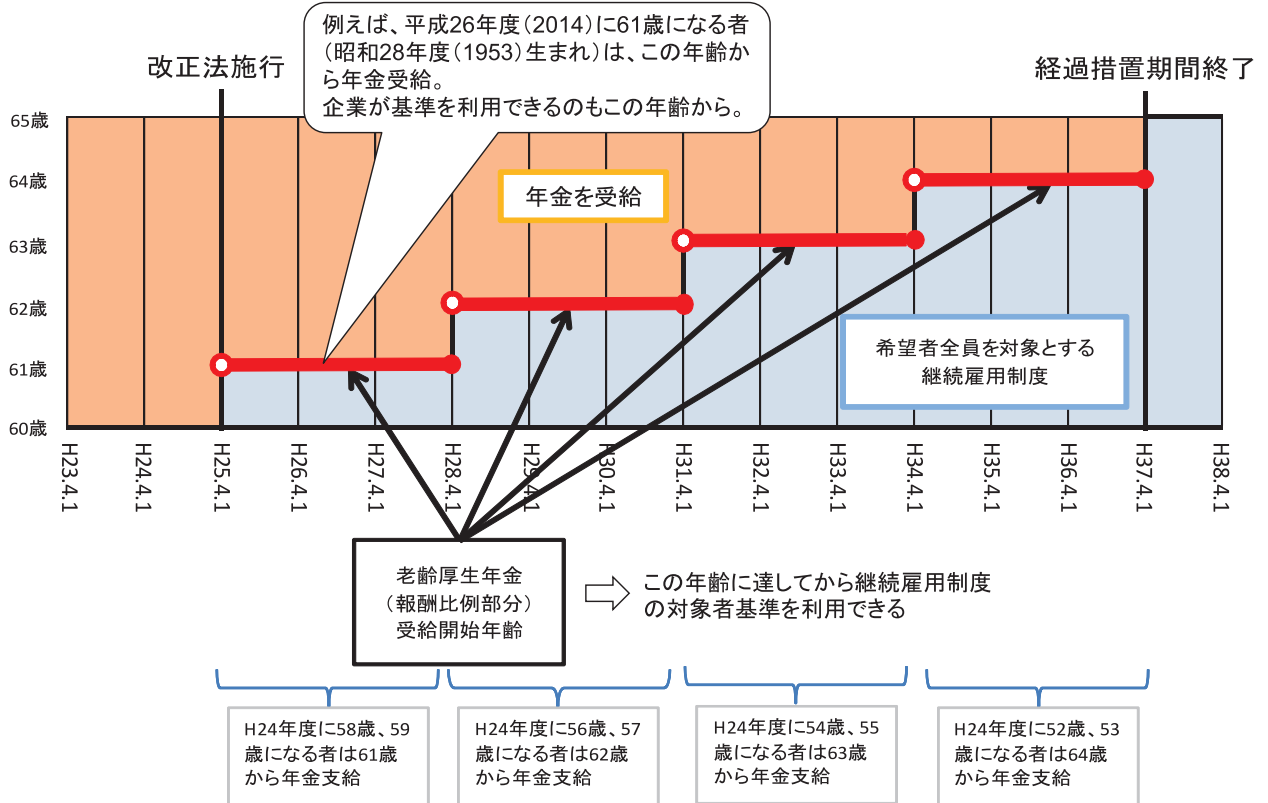 例えば、平成26年度（2014）に61歳になる者
（昭和28年度（1953）生まれ）は、この年齢か
ら年金受給。
企業が基準を利用できるのもこの年齢から。
改正法施行
経過措置期間終了
65歳
64歳
63歳
62歳
61歳
60歳
年金を受給
希望者全員を対象とする
継続雇用制度
H23.4.1
H24.4.1
H25.4.1
H26.4.1
H27.4.1
H28.4.1
H29.4.1
H30.4.1
H31.4.1
H32.4.1
H33.4.1
H34.4.1
H35.4.1
H36.4.1
H37.4.1
H38.4.1
老齢厚生年金
（報酬比例部分）
受給開始年齢
この年齢に達してから継続雇用制度
の対象者基準を利用できる
H24年度に58歳、59
歳になる者は61歳
から年金支給
H24年度に56歳、57
歳になる者は62歳
から年金支給
H24年度に54歳、55
歳になる者は63歳
から年金支給
H24年度に52歳、53
歳になる者は64歳
から年金支給